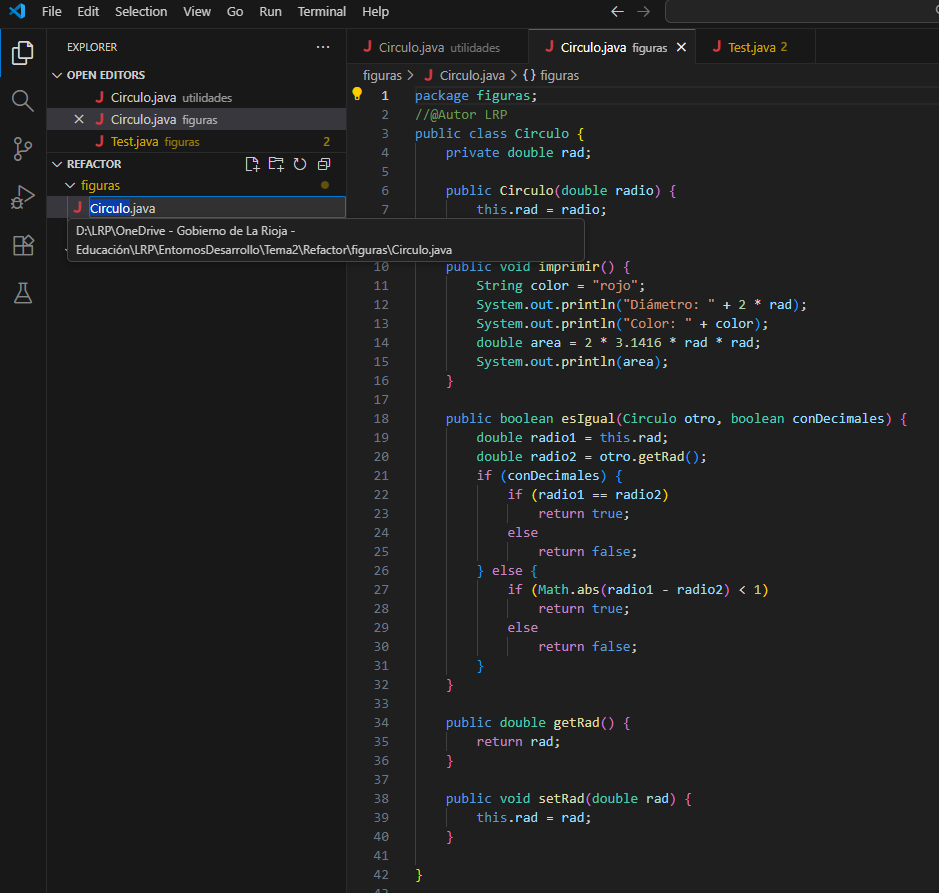 File Edit Selection View Go Run Terminal Help
EXPLORER
OPEN EDITORS
Circulo.java utilidades
Circulo.java figuras
Test.java figuras 2
REFACTOR
figuras
Circulo.java
D:\LRP\OneDrive - Gobierno de La Rioja -
Educación\LRP\EntornosDesarrollo\Tema2\Refactor\figuras\Circulo.java
Circulo.java utilidades Circulo.java figuras Test.java 2
figuras > Circulo.java > {} figuras
1 package figuras;
2 //@Autor LRP
3 public class Circulo {
4 private double rad;
5
6 public Circulo(double radio) {
7 this.rad = radio;
10 public void imprimir() {
11 String color = "rojo";
12 System.out.println("Diámetro: " + 2 * rad);
13 System.out.println("Color: " + color);
14 double area = 2 * 3.1416 * rad * rad;
15 System.out.println(area);
16 }
17
18 public boolean esIgual(Circulo otro, boolean conDecimales) {
19 double radio1 = this.rad;
20 double radio2 = otro.getRad();
21 if (conDecimales) {
22 if (radio1 == radio2)
23 return true;
24 else
25 return false;
26 } else {
27 if (Math.abs(radio1 - radio2) < 1)
28 return true;
29 else
30 return false;
31 }
32 }
33
34 public double getRad() {
35 return rad;
36 }
37
38 public void setRad(double rad) {
39 this.rad = rad;
40 }
41
42 }